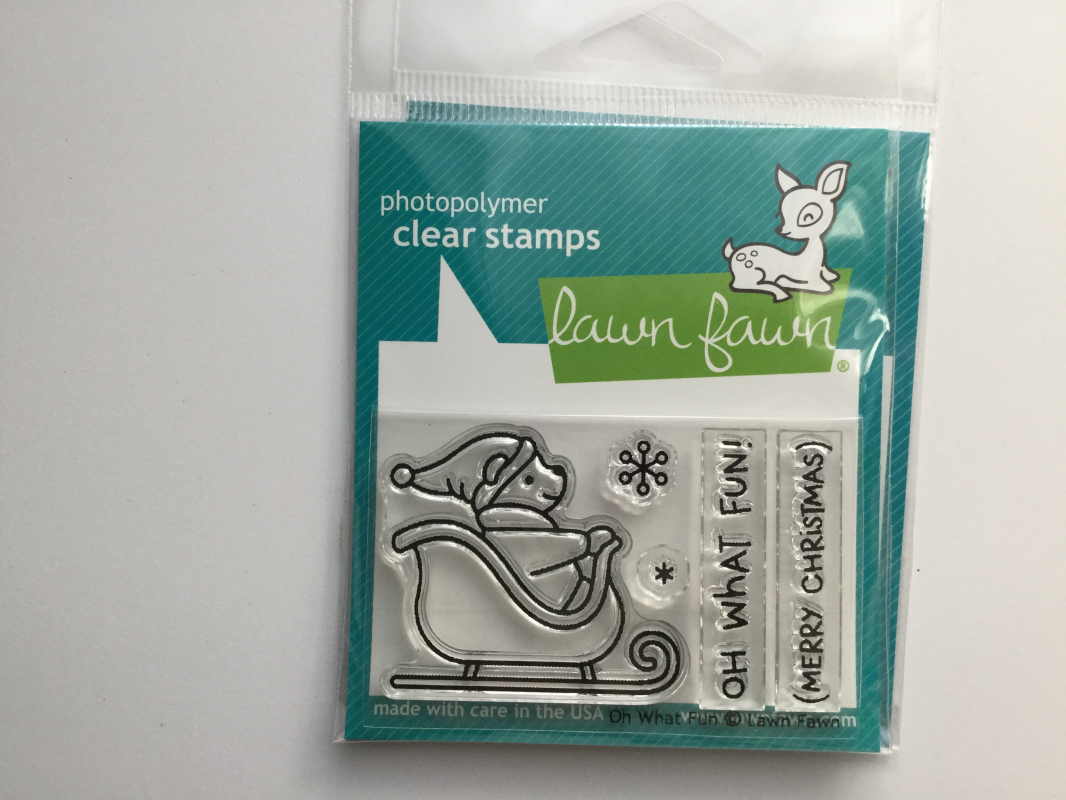 photopolymer
clear stamps
lawn fawn
®
OH WHAT FUN!
(MERRY CHRISTMAS)
made with care in the USA
Oh What Fun © Lawn Fawn